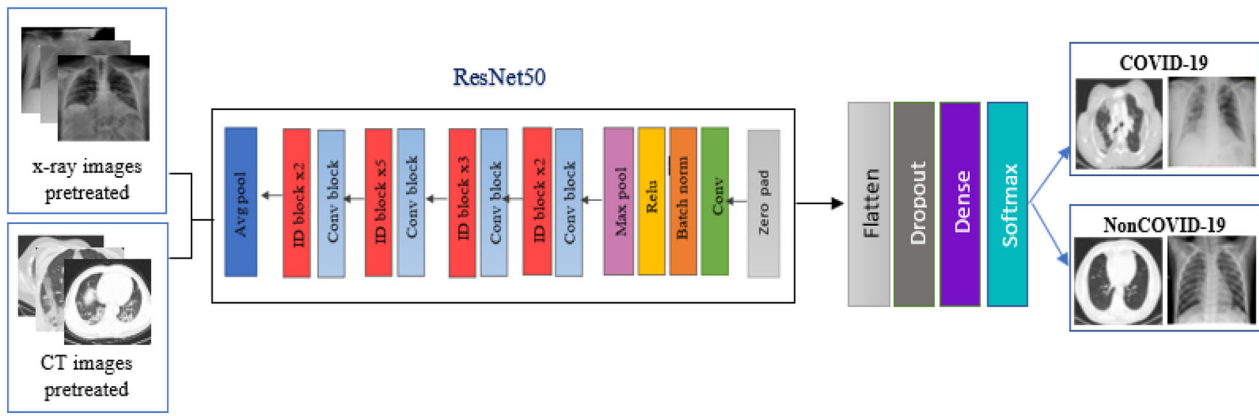 x-ray images
pretreated
CT images
pretreated
ResNet50
Avg pool
ID block x2
Conv block
ID block x5
Conv block
ID block x3
Conv block
ID block x2
Conv block
Max pool
Relu
Batch norm
Conv
Zero pad
Flatten
Dropout
Dense
Softmax
COVID-19
NonCOVID-19